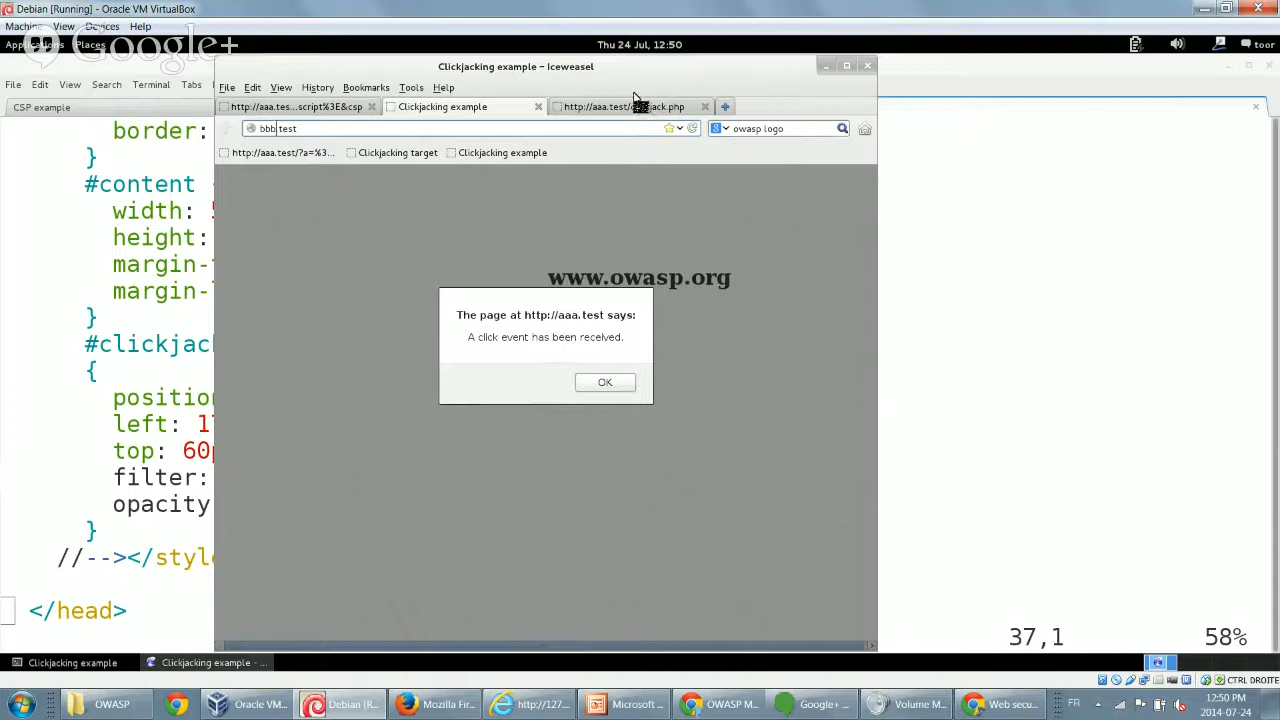 Debian [Running] - Oracle VM VirtualBox
Machine View Devices Help
Applications Places
Google+
Thu 24 Jul, 12:50
toor
Clickjacking example - Iceweasel
File Edit View Search Terminal Tabs
File Edit View History Bookmarks Tools Help
CSP example
http://aaa.tes...script%3E&csp
Clickjacking example
bbb.test
owasp logo
http://aaa.test/?a=%3...
Clickjacking target
Clickjacking example
border:
}
#content
width:
height:
margin-
margin-
}
#clickjac
{
position
left: 1
top: 60
filter:
opacity
}
//--></style
</head>
www.owasp.org
The page at http://aaa.test says:
A click event has been received.
OK
37,1 58%
Clickjacking example
Clickjacking example - ...
CTRL DROITE
OWASP
Oracle VM...
Debian [R...
Mozilla Fir...
http://127...
Microsoft ...
OWASP M...
Google+ ...
Volume M...
Web secu...
FR
12:50 PM
2014-07-24